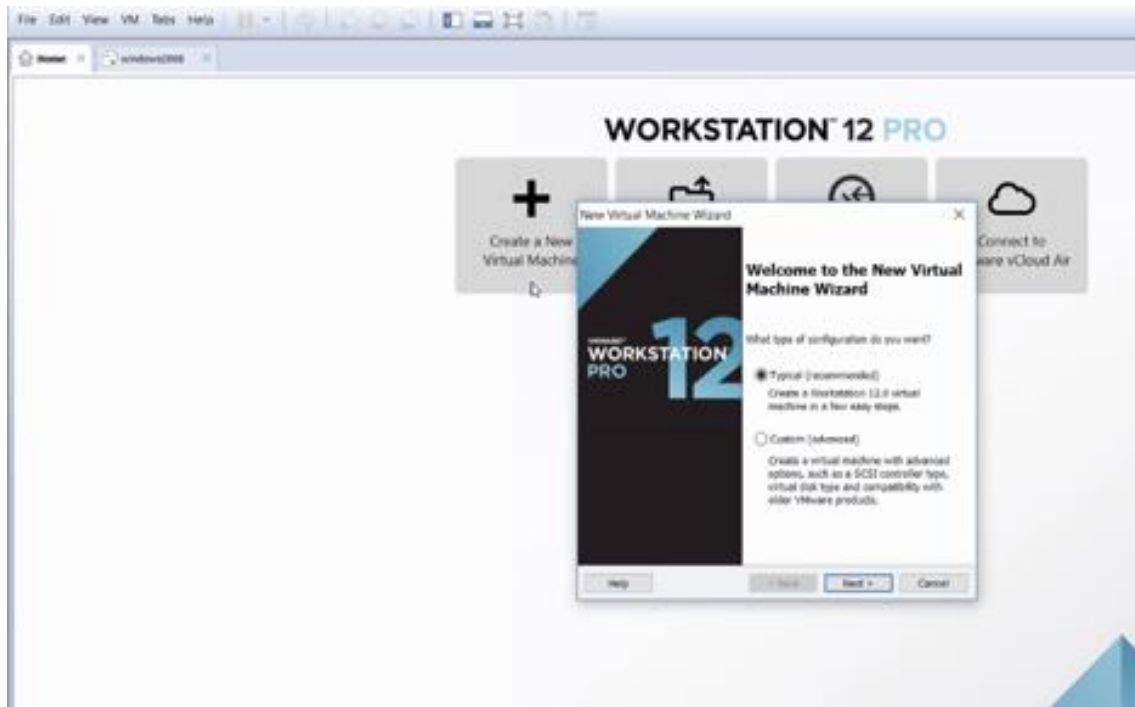 File Edit View VM Tabs Help
Home
WORKSTATION™ 12 PRO
Create a New
Virtual Machine
Connect to
ware vCloud Air
New Virtual Machine Wizard
WORKSTATION
PRO 12
Welcome to the New Virtual
Machine Wizard
What type of configuration do you want?
Typical (recommended)
Create a Workstation 12.0 virtual
machine in a few easy steps.
Custom (advanced)
Create a virtual machine with advanced
options, such as a SCSI controller type,
virtual disk type and compatibility with
older VMware products.
Help
< Back
Next >
Cancel